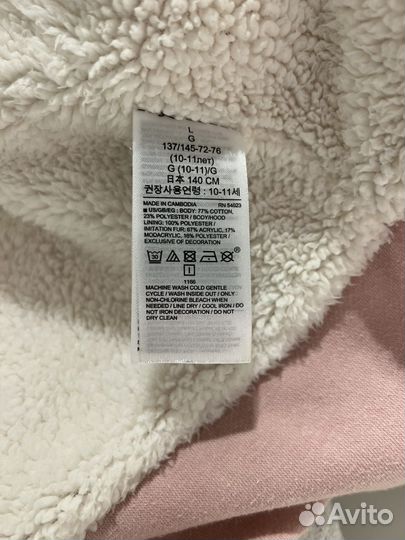 L
G
137/145-72-76
(10-11лет)
G (10-11)/G
日本 140 CM
권장사용연령: 10-11세
MADE IN CAMBODIA RN 54023
US/GB/EG : BODY: 77% COTTON,
23% POLYESTER / BODY/HOOD
LINING: 100% POLYESTER /
IMITATION FUR: 67% ACRYLIC, 17%
MODACRYLIC, 16% POLYESTER /
EXCLUSIVE OF DECORATION
30
1166
MACHINE WASH COLD GENTLE
CYCLE / WASH INSIDE OUT / ONLY
NON-CHLORINE BLEACH WHEN
NEEDED / LINE DRY / COOL IRON / DO
NOT IRON DECORATION / DO NOT
DRY CLEAN
Avito